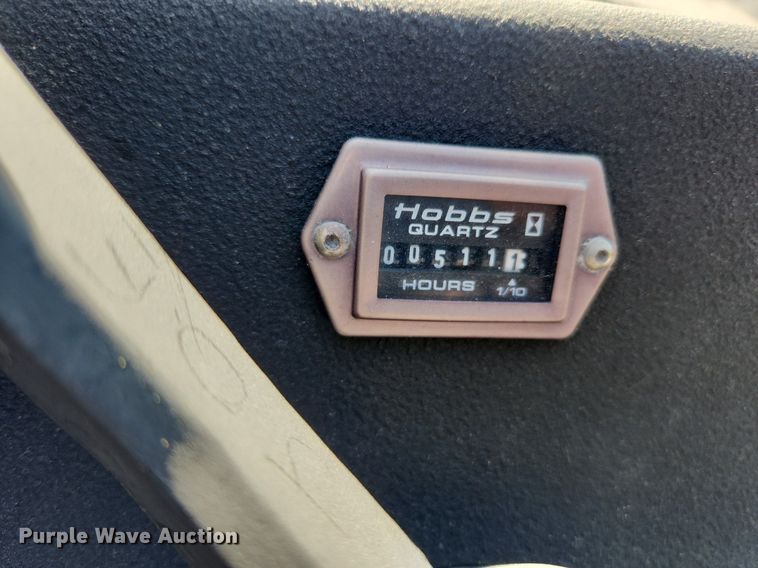 Hobbs
QUARTZ
00511
HOURS 1/10
Purple Wave Auction